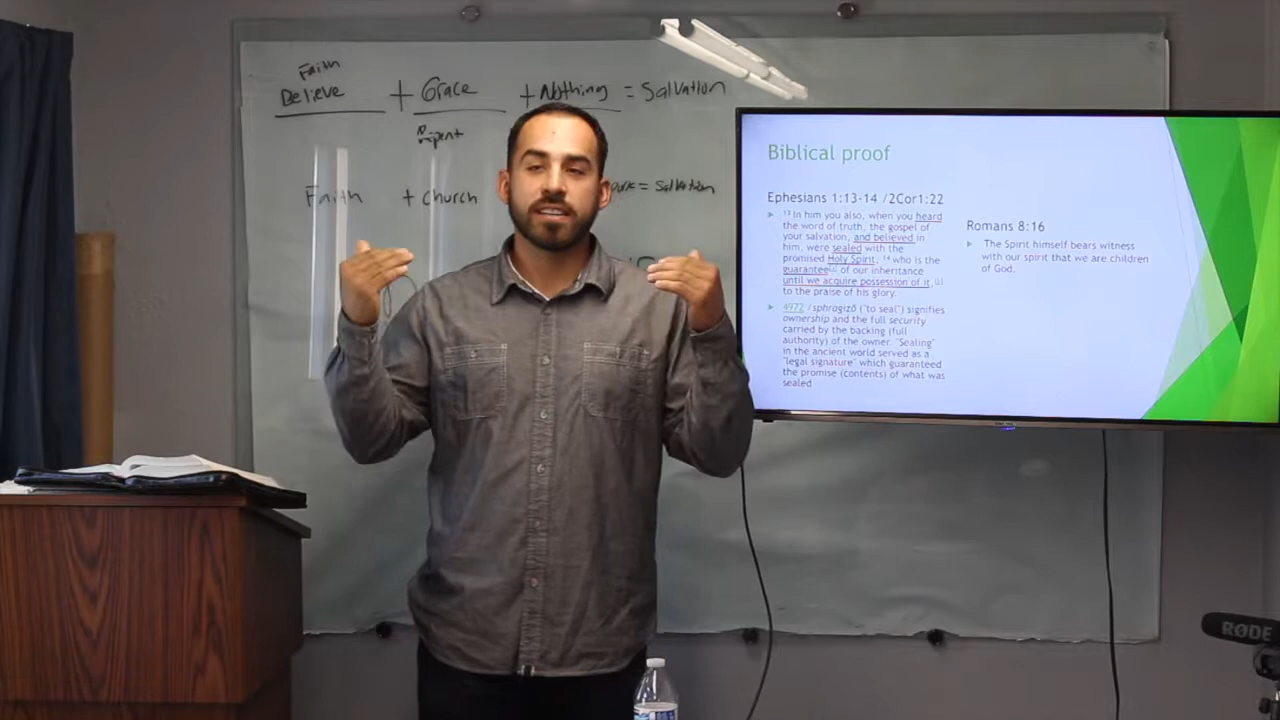 Faith
Believe + Grace + Nothing = Salvation
Repent
Faith + Church = Salvation
Biblical proof
Ephesians 1:13-14 /2Cor1:22
13 In him you also, when you heard
the word of truth, the gospel of
your salvation, and believed in
him, were sealed with the
promised Holy Spirit, 14 who is the
guarantee of our inheritance
until we acquire possession of it,
to the praise of his glory.
4972 /sphragizō ("to seal") signifies
ownership and the full security
carried by the backing (full
authority) of the owner. "Sealing"
in the ancient world served as a
"legal signature" which guaranteed
the promise (contents) of what was
sealed
Romans 8:16
The Spirit himself bears witness
with our spirit that we are children
of God.
RØDE